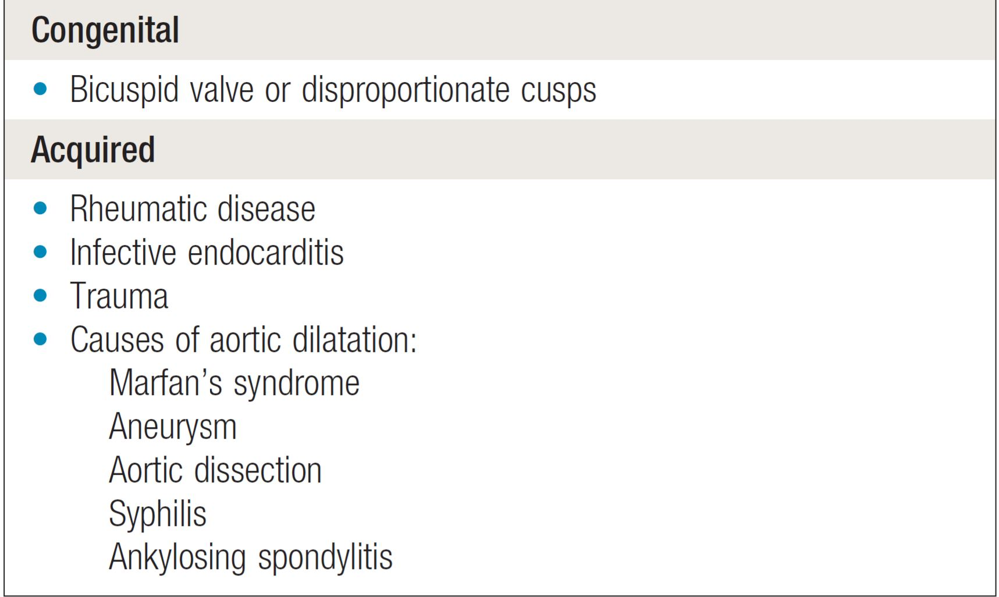 Congenital
• Bicuspid valve or disproportionate cusps
Acquired
• Rheumatic disease
• Infective endocarditis
• Trauma
• Causes of aortic dilatation:
Marfan’s syndrome
Aneurysm
Aortic dissection
Syphilis
Ankylosing spondylitis